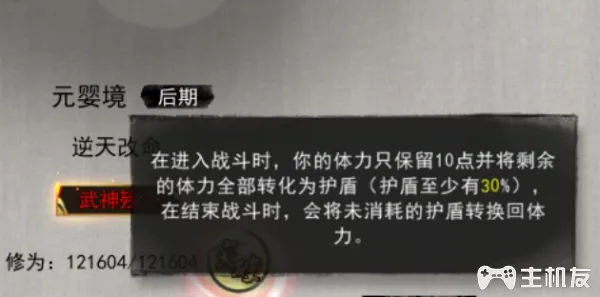 元婴境 后期
逆天改命
武神
在进入战斗时，你的体力只保留10点并将剩余
的体力全部转化为护盾（护盾至少有30%），
在结束战斗时，会将未消耗的护盾转换回体
力。
修为：121604/121604
主机友